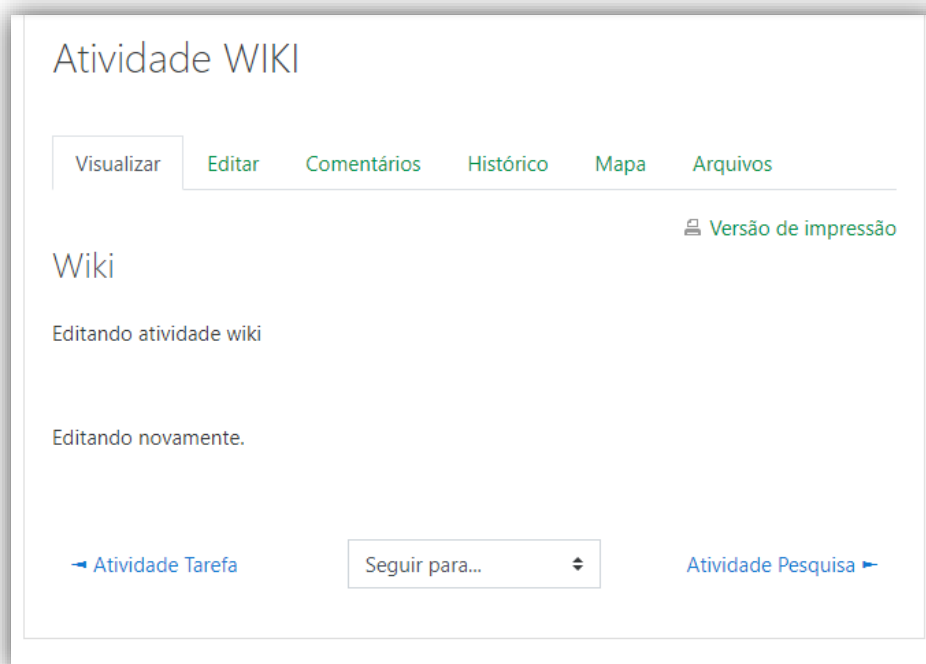 Atividade WIKI
Visualizar Editar Comentários Histórico Mapa Arquivos
Versão de impressão
Wiki
Editando atividade wiki
Editando novamente.
Atividade Tarefa Seguir para... Atividade Pesquisa